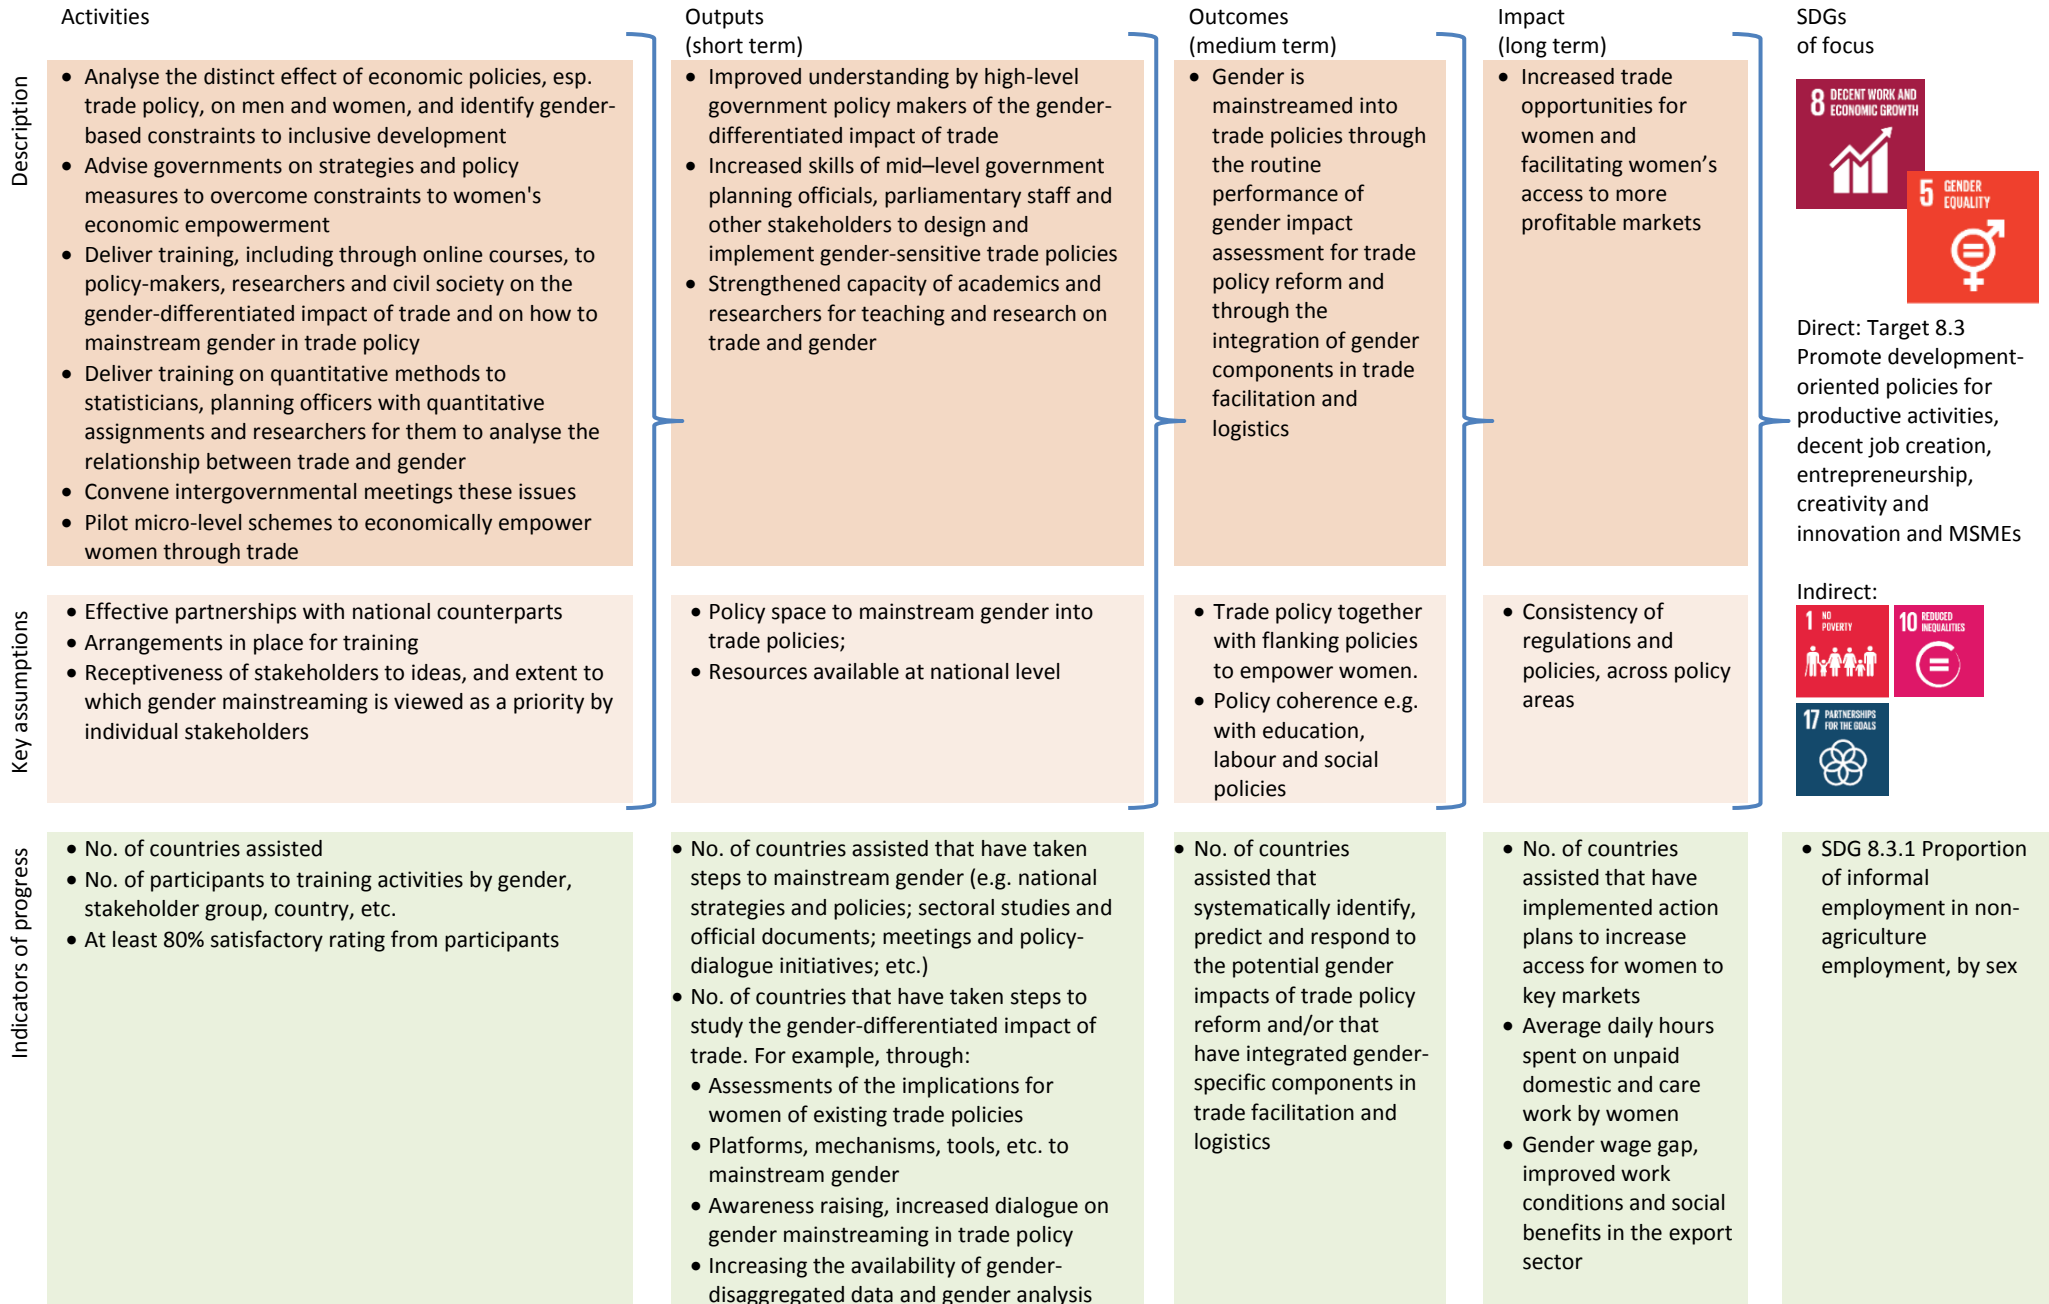 Activities
Outputs
(short term)
Outcomes
(medium term)
Impact
(long term)
SDGs
of focus
Description
• Analyse the distinct effect of economic policies, esp.
trade policy, on men and women, and identify gender-
based constraints to inclusive development
• Advise governments on strategies and policy
measures to overcome constraints to women's
economic empowerment
• Deliver training, including through online courses, to
policy-makers, researchers and civil society on the
gender-differentiated impact of trade and on how to
mainstream gender in trade policy
• Deliver training on quantitative methods to
statisticians, planning officers with quantitative
assignments and researchers for them to analyse the
relationship between trade and gender
• Convene intergovernmental meetings these issues
• Pilot micro-level schemes to economically empower
women through trade
• Improved understanding by high-level
government policy makers of the gender-
differentiated impact of trade
• Increased skills of mid–level government
planning officials, parliamentary staff and
other stakeholders to design and
implement gender-sensitive trade policies
• Strengthened capacity of academics and
researchers for teaching and research on
trade and gender
• Gender is
mainstreamed into
trade policies through
the routine
performance of
gender impact
assessment for trade
policy reform and
through the
integration of gender
components in trade
facilitation and
logistics
• Increased trade
opportunities for
women and
facilitating women’s
access to more
profitable markets
8 DECENT WORK AND
ECONOMIC GROWTH
5 GENDER
EQUALITY
Direct: Target 8.3
Promote development-
oriented policies for
productive activities,
decent job creation,
entrepreneurship,
creativity and
innovation and MSMEs
Key assumptions
• Effective partnerships with national counterparts
• Arrangements in place for training
• Receptiveness of stakeholders to ideas, and extent to
which gender mainstreaming is viewed as a priority by
individual stakeholders
• Policy space to mainstream gender into
trade policies;
• Resources available at national level
• Trade policy together
with flanking policies
to empower women.
• Policy coherence e.g.
with education,
labour and social
policies
• Consistency of
regulations and
policies, across policy
areas
Indirect:
1 NO
POVERTY
10 REDUCED
INEQUALITIES
17 PARTNERSHIPS
FOR THE GOALS
Indicators of progress
• No. of countries assisted
• No. of participants to training activities by gender,
stakeholder group, country, etc.
• At least 80% satisfactory rating from participants
• No. of countries assisted that have taken
steps to mainstream gender (e.g. national
strategies and policies; sectoral studies and
official documents; meetings and policy-
dialogue initiatives; etc.)
• No. of countries that have taken steps to
study the gender-differentiated impact of
trade. For example, through:
• Assessments of the implications for
women of existing trade policies
• Platforms, mechanisms, tools, etc. to
mainstream gender
• Awareness raising, increased dialogue on
gender mainstreaming in trade policy
• Increasing the availability of gender-
disaggregated data and gender analysis
• No. of countries
assisted that
systematically identify,
predict and respond to
the potential gender
impacts of trade policy
reform and/or that
have integrated gender-
specific components in
trade facilitation and
logistics
• No. of countries
assisted that have
implemented action
plans to increase
access for women to
key markets
• Average daily hours
spent on unpaid
domestic and care
work by women
• Gender wage gap,
improved work
conditions and social
benefits in the export
sector
• SDG 8.3.1 Proportion
of informal
employment in non-
agriculture
employment, by sex